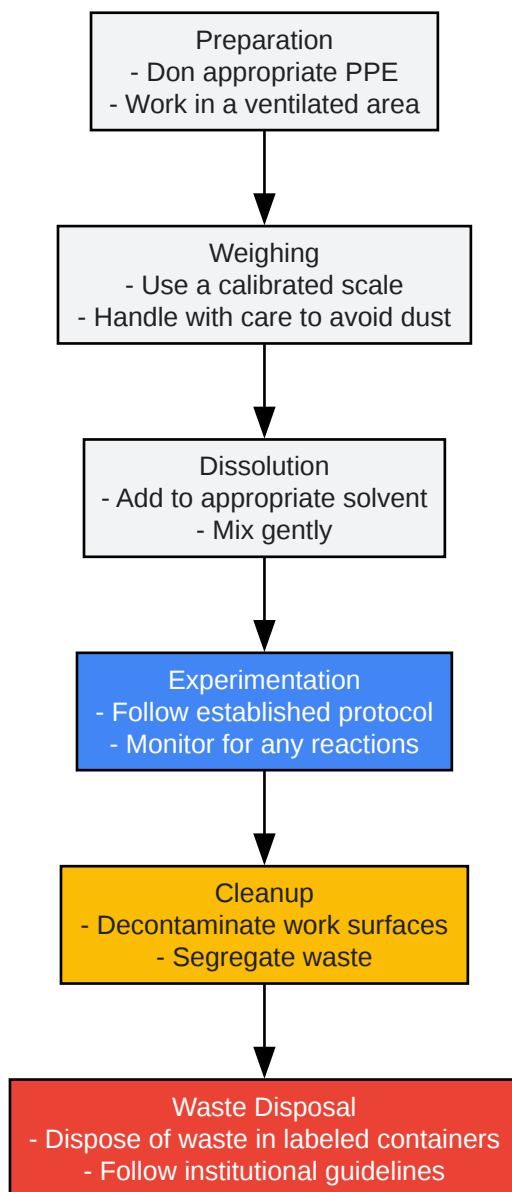 Preparation
- Don appropriate PPE
- Work in a ventilated area
Weighing
- Use a calibrated scale
- Handle with care to avoid dust
Dissolution
- Add to appropriate solvent
- Mix gently
Experimentation
- Follow established protocol
- Monitor for any reactions
Cleanup
- Decontaminate work surfaces
- Segregate waste
Waste Disposal
- Dispose of waste in labeled containers
- Follow institutional guidelines